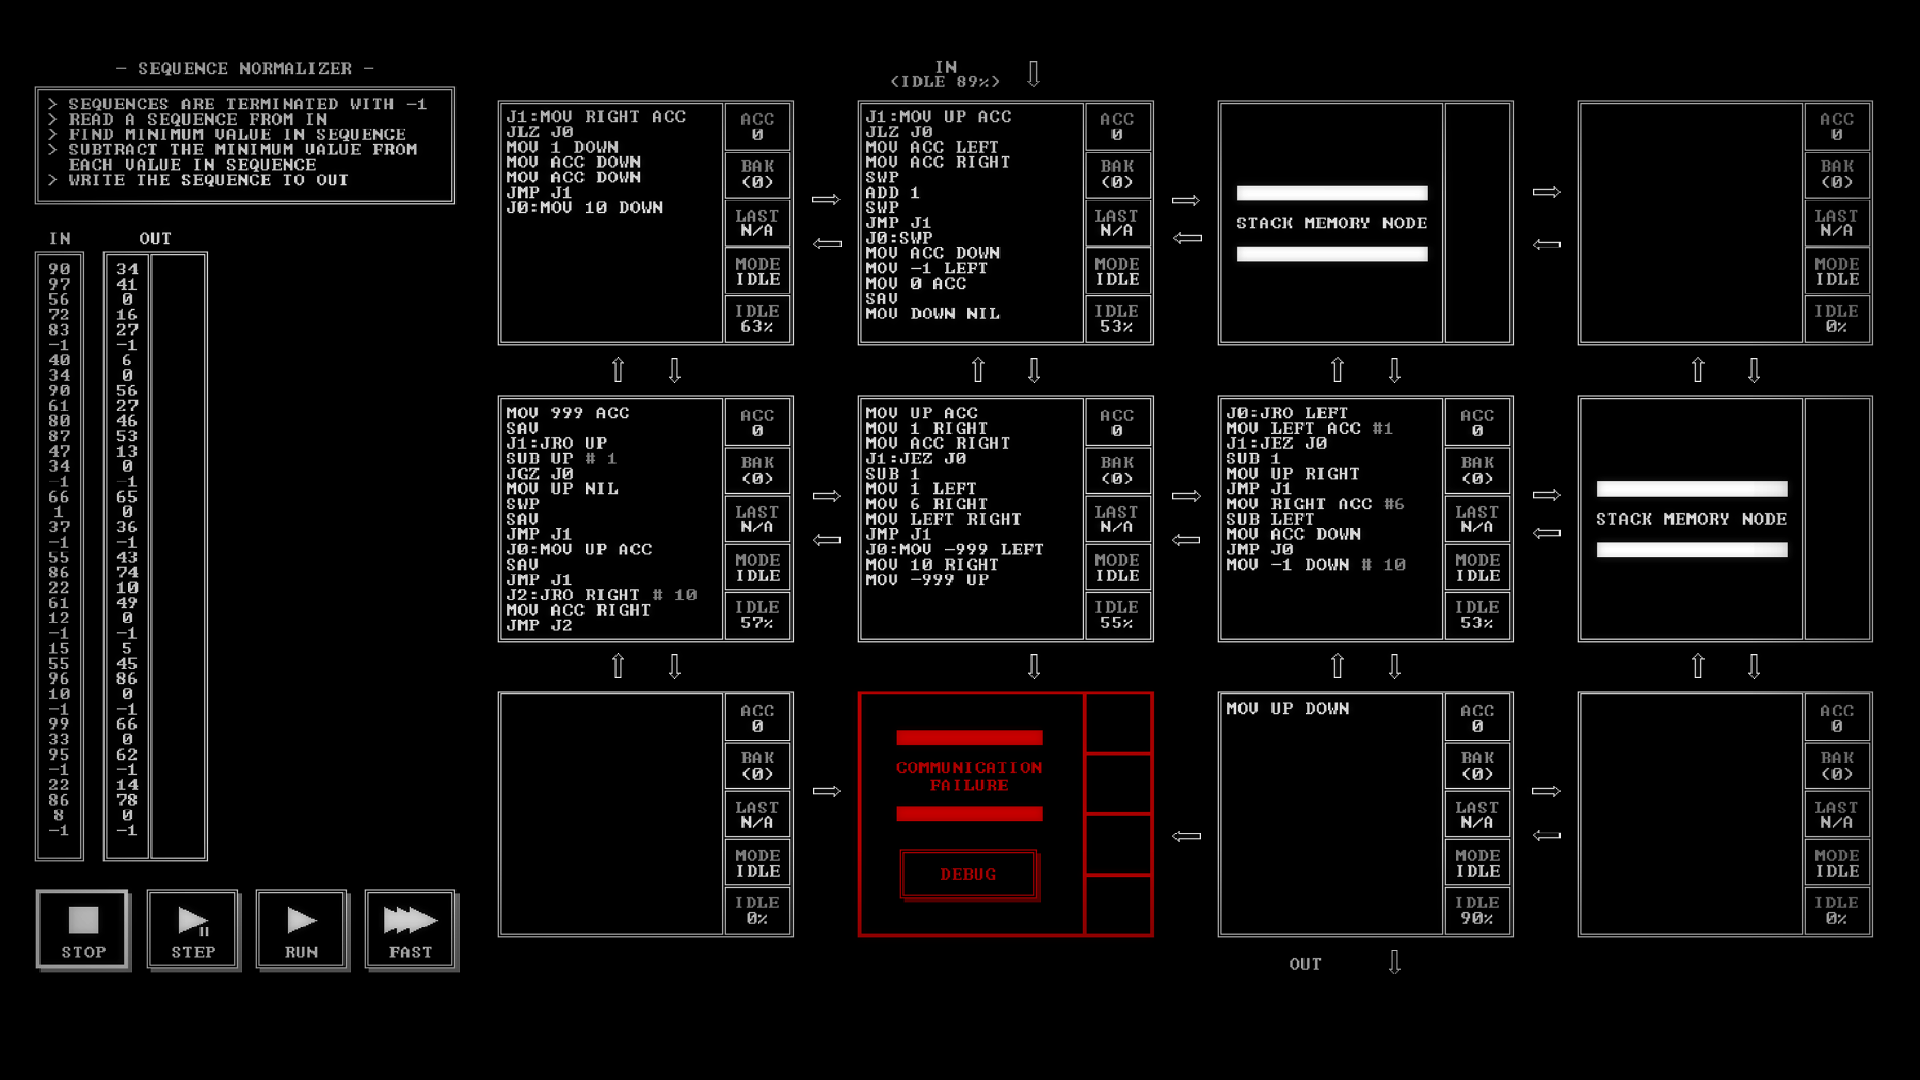 - SEQUENCE NORMALIZER -
> SEQUENCES ARE TERMINATED WITH -1
> READ A SEQUENCE FROM IN
> FIND MINIMUM VALUE IN SEQUENCE
> SUBTRACT THE MINIMUM VALUE FROM
EACH VALUE IN SEQUENCE
> WRITE THE SEQUENCE TO OUT
IN OUT
90 34
97 41
56 0
72 16
83 27
-1 -1
40 6
34 0
90 56
61 27
80 46
87 53
47 13
34 0
-1 -1
66 65
1 0
37 36
-1 -1
55 43
86 74
22 10
61 49
12 0
-1 -1
15 5
55 45
96 86
10 0
-1 -1
99 66
33 0
95 62
-1 -1
22 14
86 78
8 0
-1 -1
STOP
STEP
RUN
FAST
IN
(IDLE 89%)
J1:MOV RIGHT ACC
JLZ J0
MOV 1 DOWN
MOV ACC DOWN
MOV ACC DOWN
JMP J1
J0:MOV 10 DOWN
ACC
0
BAK
(0)
LAST
N/A
MODE
IDLE
IDLE
63%
J1:MOV UP ACC
JLZ J0
MOV ACC LEFT
MOV ACC RIGHT
SWP
ADD 1
SWP
JMP J1
J0:SWP
MOV ACC DOWN
MOV -1 LEFT
MOV 0 ACC
SAV
MOV DOWN NIL
ACC
0
BAK
(0)
LAST
N/A
MODE
IDLE
IDLE
53%
STACK MEMORY NODE
ACC
0
BAK
(0)
LAST
N/A
MODE
IDLE
IDLE
0%
MOV 999 ACC
SAV
J1:JRO UP
SUB UP # 1
JGZ J0
MOV UP NIL
SWP
SAV
JMP J1
J0:MOV UP ACC
SAV
JMP J1
J2:JRO RIGHT # 10
MOV ACC RIGHT
JMP J2
ACC
0
BAK
(0)
LAST
N/A
MODE
IDLE
IDLE
57%
MOV UP ACC
MOV 1 RIGHT
MOV ACC RIGHT
J1:JEZ J0
SUB 1
MOV 1 LEFT
MOV 6 RIGHT
MOV LEFT RIGHT
JMP J1
J0:MOV -999 LEFT
MOV 10 RIGHT
MOV -999 UP
ACC
0
BAK
(0)
LAST
N/A
MODE
IDLE
IDLE
55%
J0:JRO LEFT
MOV LEFT ACC #1
J1:JEZ J0
SUB 1
MOV UP RIGHT
JMP J1
MOV RIGHT ACC #6
SUB LEFT
MOV ACC DOWN
JMP J0
MOV -1 DOWN # 10
ACC
0
BAK
(0)
LAST
N/A
MODE
IDLE
IDLE
53%
STACK MEMORY NODE
ACC
0
BAK
(0)
LAST
N/A
MODE
IDLE
IDLE
0%
COMMUNICATION
FAILURE
DEBUG
MOV UP DOWN
ACC
0
BAK
(0)
LAST
N/A
MODE
IDLE
IDLE
90%
ACC
0
BAK
(0)
LAST
N/A
MODE
IDLE
IDLE
0%
OUT